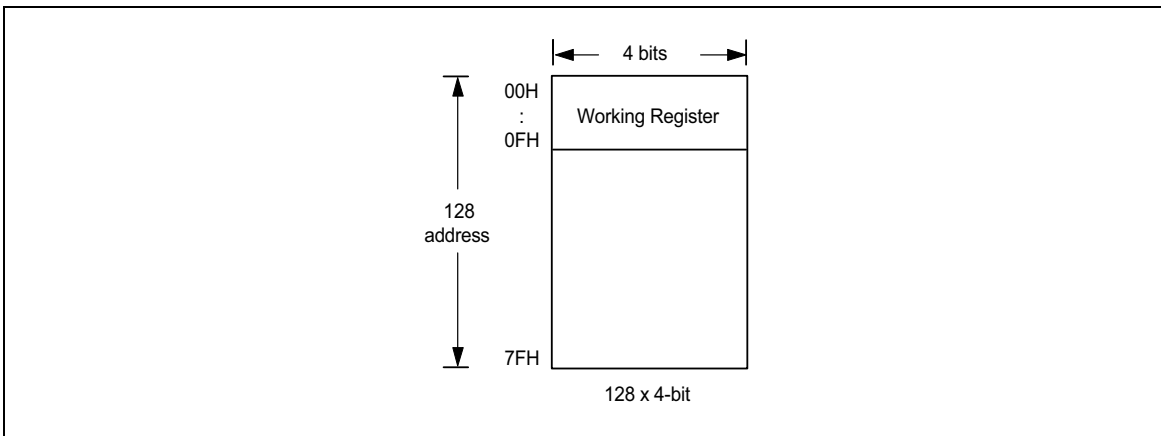 4 bits
00H
:
0FH
Working Register
128
address
7FH
128 x 4-bit